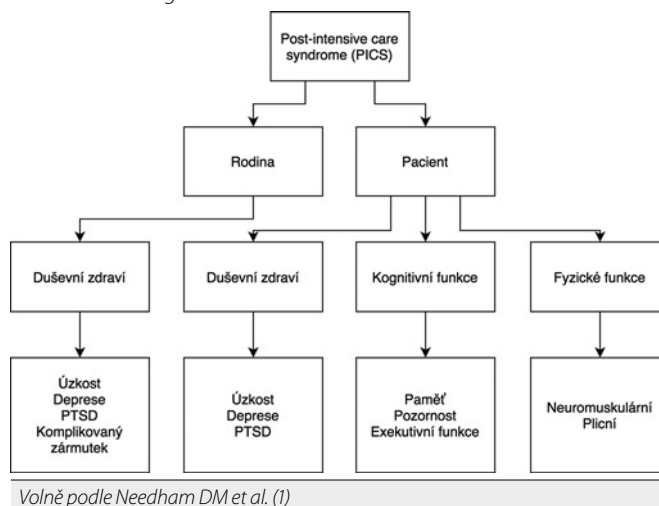 Post-intensive care
syndrome (PICS)
Rodina
Pacient
Duševní zdraví
Duševní zdraví
Kognitivní funkce
Fyzické funkce
Úzkost
Deprese
PTSD
Komplikovaný
zármutek
Úzkost
Deprese
PTSD
Paměť
Pozornost
Exekutivní funkce
Neuromuskulární
Plicní
Volně podle Needham DM et al. (1)